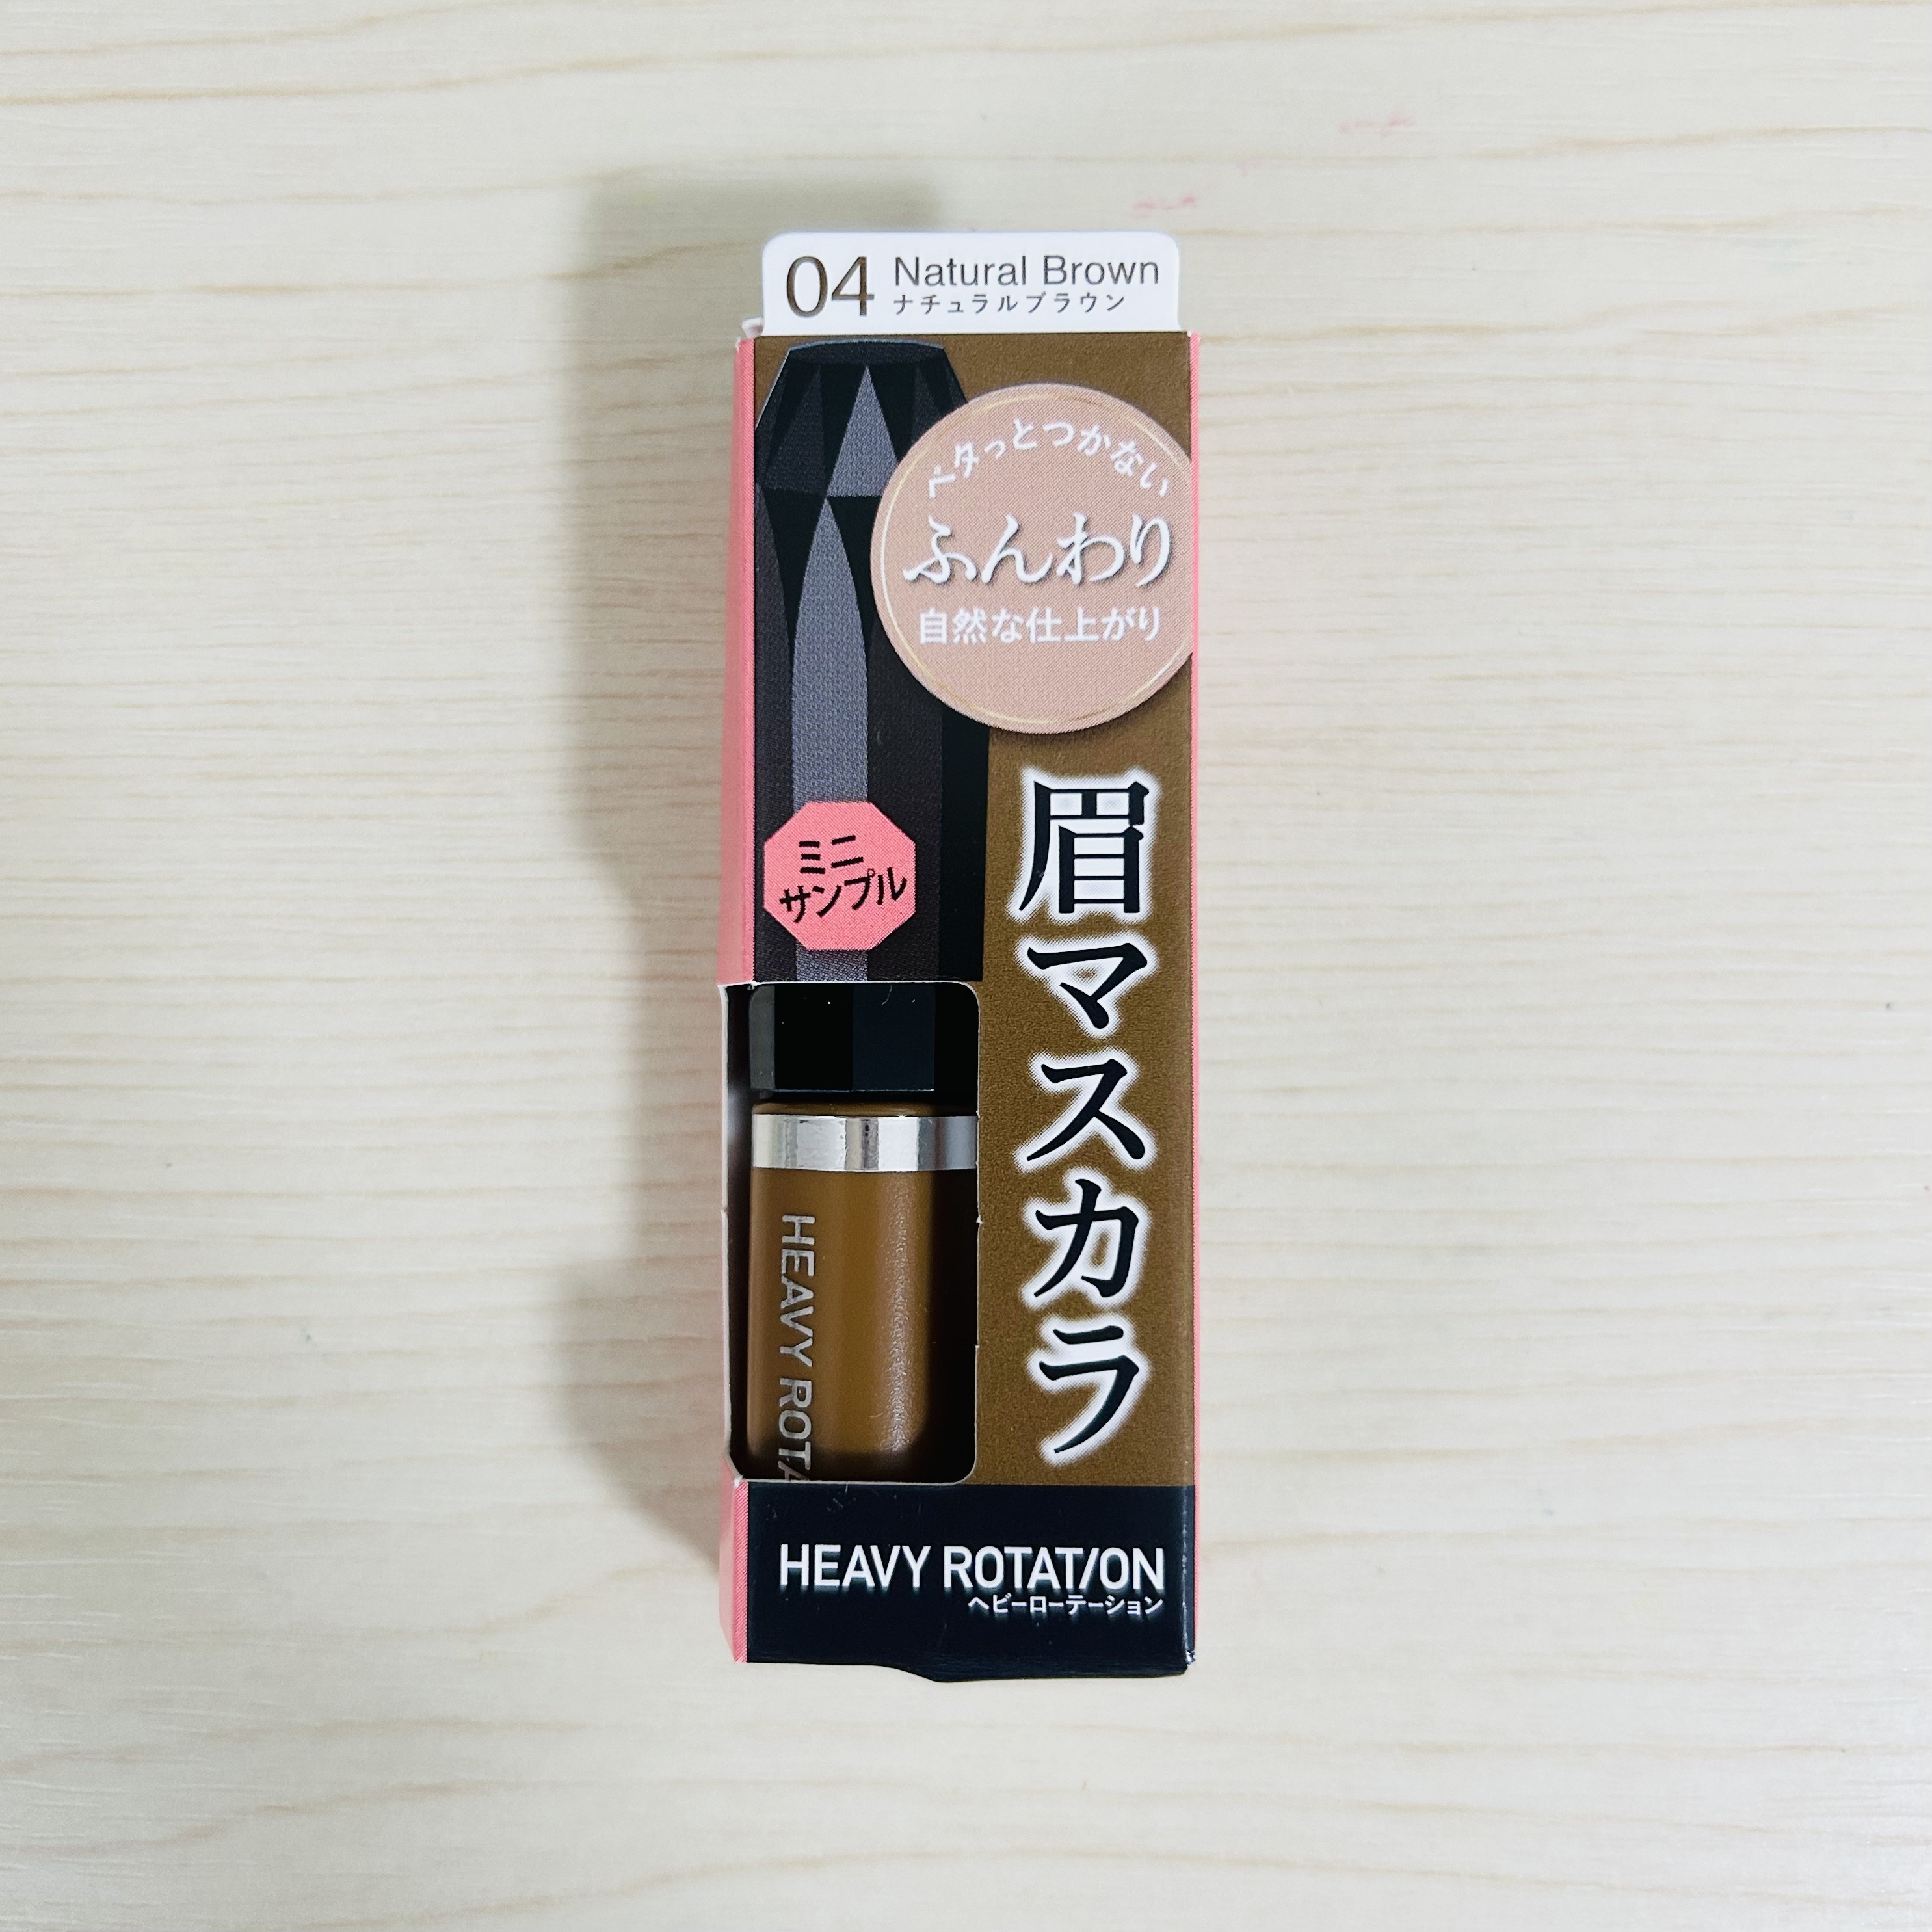 04 Natural Brown
ナチュラルブラウン
ペタっとつかない
ふんわり
自然な仕上がり
ミニ
サンプル
眉マスカラ
HEAVY ROTA
HEAVY ROTATION
ヘビーローテーション